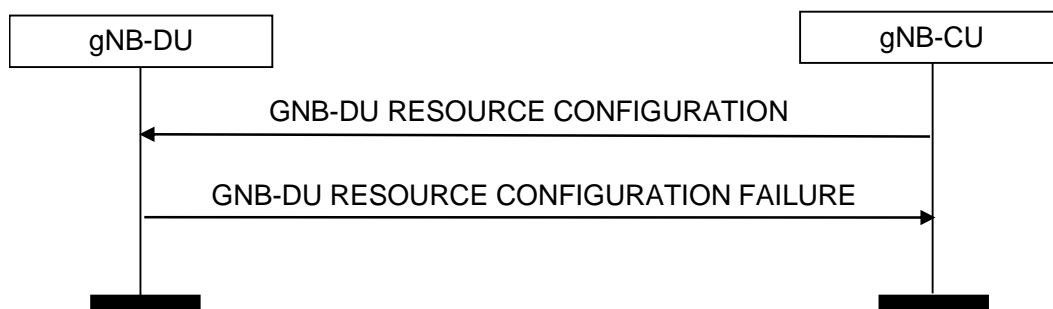 gNB-DU
gNB-CU
GNB-DU RESOURCE CONFIGURATION
GNB-DU RESOURCE CONFIGURATION FAILURE